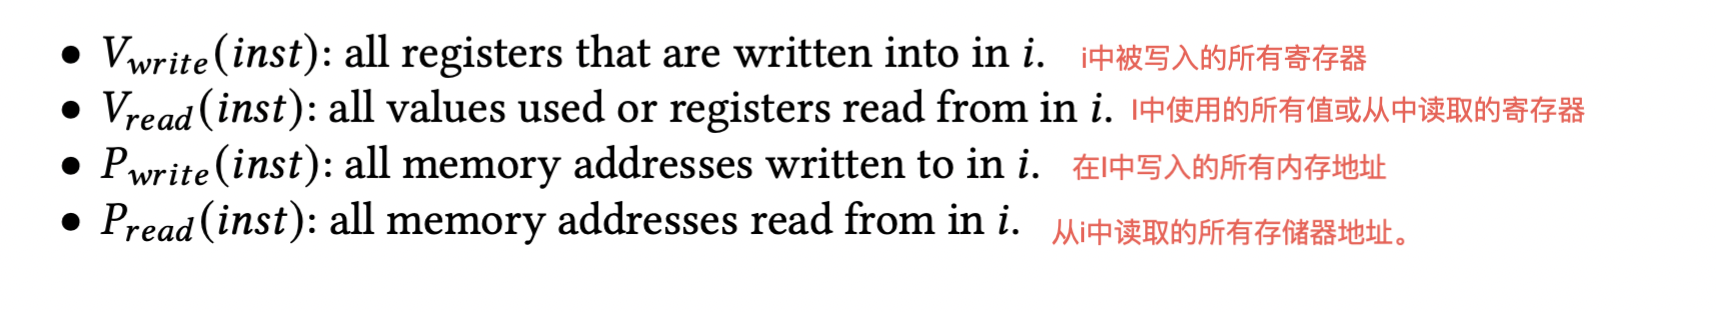 • V_write(inst): all registers that are written into in i. i中被写入的所有寄存器
• V_read(inst): all values used or registers read from in i. I中使用的所有值或从中读取的寄存器
• P_write(inst): all memory addresses written to in i. 在I中写入的所有内存地址
• P_read(inst): all memory addresses read from in i. 从i中读取的所有存储器地址。